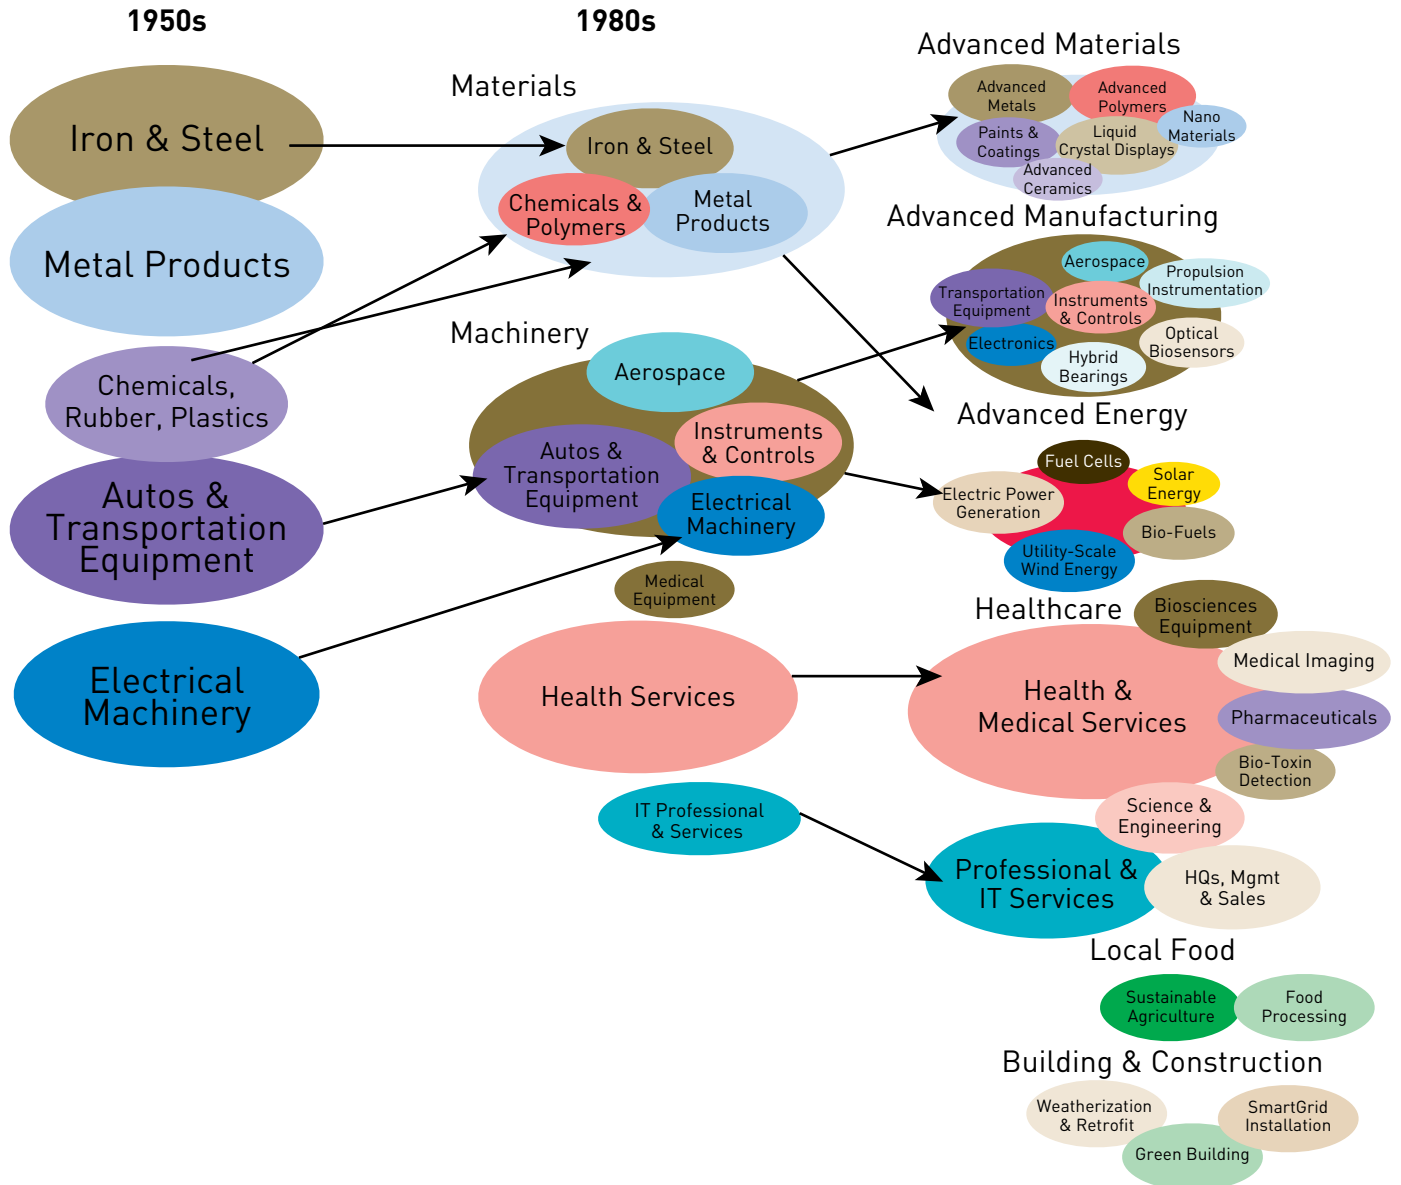 1950s
Iron & Steel
Metal Products
Chemicals,
Rubber, Plastics
Autos &
Transportation
Equipment
Electrical
Machinery
1980s
Materials
Iron & Steel
Chemicals &
Polymers
Metal
Products
Machinery
Aerospace
Instruments
& Controls
Autos &
Transportation
Equipment
Electrical
Machinery
Medical
Equipment
Health Services
IT Professional
& Services
Advanced Materials
Advanced
Metals
Advanced
Polymers
Nano
Materials
Paints &
Coatings
Liquid
Crystal Displays
Advanced
Ceramics
Advanced Manufacturing
Aerospace
Propulsion
Instrumentation
Transportation
Equipment
Instruments
& Controls
Electronics
Optical
Biosensors
Hybrid
Bearings
Advanced Energy
Fuel Cells
Solar
Energy
Electric Power
Generation
Bio-Fuels
Utility-Scale
Wind Energy
Healthcare
Biosciences
Equipment
Medical Imaging
Health &
Medical Services
Pharmaceuticals
Bio-Toxin
Detection
Science &
Engineering
Professional &
IT Services
HQs, Mgmt
& Sales
Local Food
Sustainable
Agriculture
Food
Processing
Building & Construction
Weatherization
& Retrofit
SmartGrid
Installation
Green Building